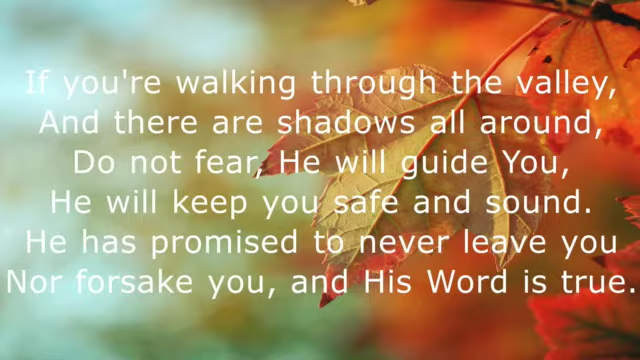 If you're walking through the valley,
And there are shadows all around,
Do not fear, He will guide You,
He will keep you safe and sound.
He has promised to never leave you
Nor forsake you, and His Word is true.